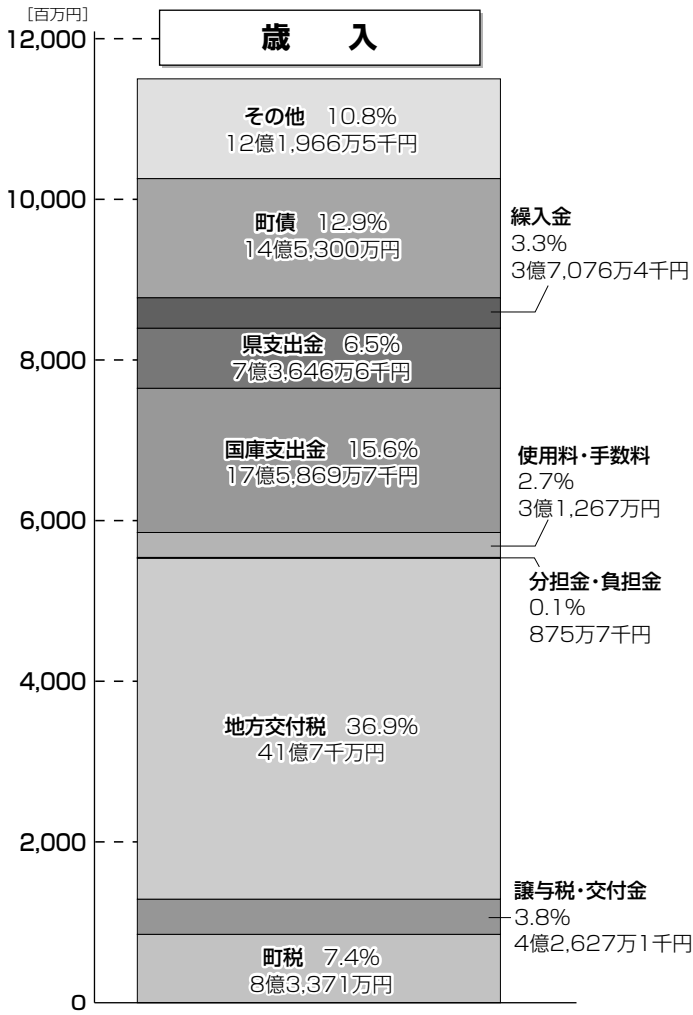 [百万円]
12,000
歳 入
その他 10.8%
12億1,966万5千円
10,000
町債 12.9%
14億5,300万円
繰入金
3.3%
3億7,076万4千円
8,000
県支出金 6.5%
7億3,646万6千円
国庫支出金 15.6%
17億5,869万7千円
使用料・手数料
2.7%
3億1,267万円
6,000
分担金・負担金
0.1%
875万7千円
4,000
地方交付税 36.9%
41億7千万円
2,000
譲与税・交付金
3.8%
4億2,627万1千円
町税 7.4%
8億3,371万円
0